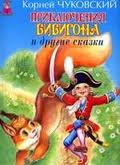 Корней ЧУКОВСКИЙ
ПРИКЛЮЧЕНИЯ
БИБИГОНА
и другие сказки